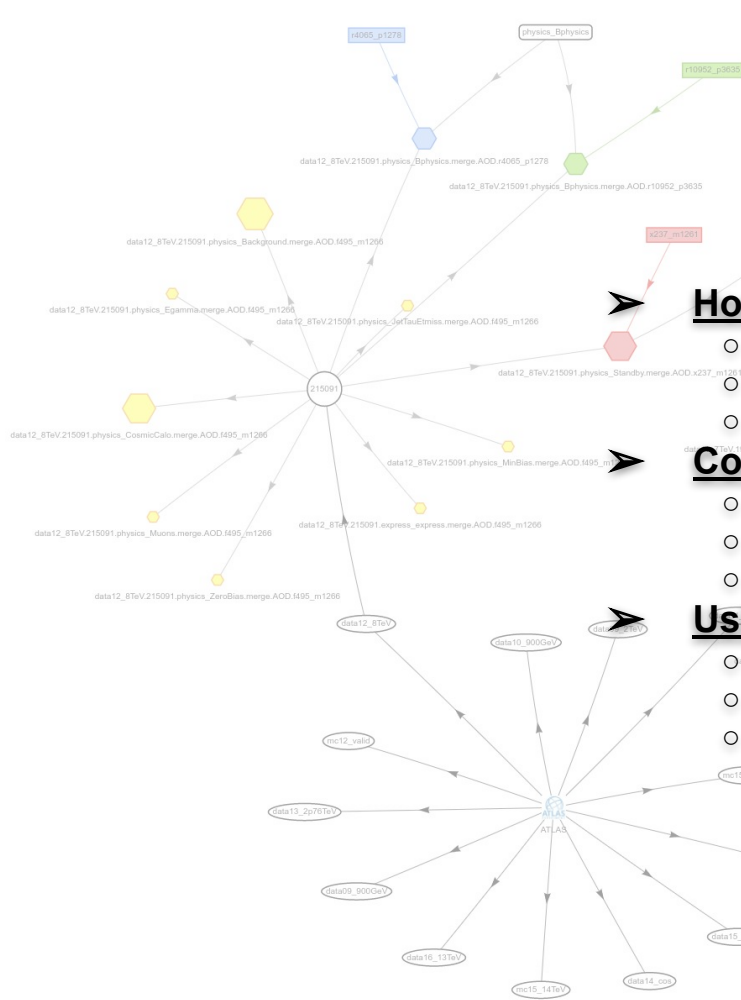 r4065_p1278
physics_Bphysics
r10952_p3635
data12_8TeV.215091.physics_Bphysics.merge.AOD.r4065_p1278
data12_8TeV.215091.physics_Bphysics.merge.AOD.r10952_p3635
x237_m1261
data12_8TeV.215091.physics_Background.merge.AOD.f495_m1266
Ho
data12_8TeV.215091.physics_Egamma.merge.AOD.f495_m1266
data12_8TeV.215091.physics_JetTauEtmiss.merge.AOD.f495_m1266
data12_8TeV.215091.physics_Standby.merge.AOD.x237_m1261
215091
data12_8TeV.215091.physics_CosmicCalo.merge.AOD.f495_m1266
Co
data12_8TeV.215091.physics_MinBias.merge.AOD.f495_m1
data12_8TeV.215091.physics_Muons.merge.AOD.f495_m1266
data12_8TeV.215091.express_express.merge.AOD.f495_m1266
data12_8TeV.215091.physics_ZeroBias.merge.AOD.f495_m1266
Us
data12_8TeV
data10_900GeV
mc12_valid
mc15
data13_2p76TeV
ATLAS
ATLAS
data09_900GeV
data15_
data16_13TeV
data14_cos
mc15_14TeV